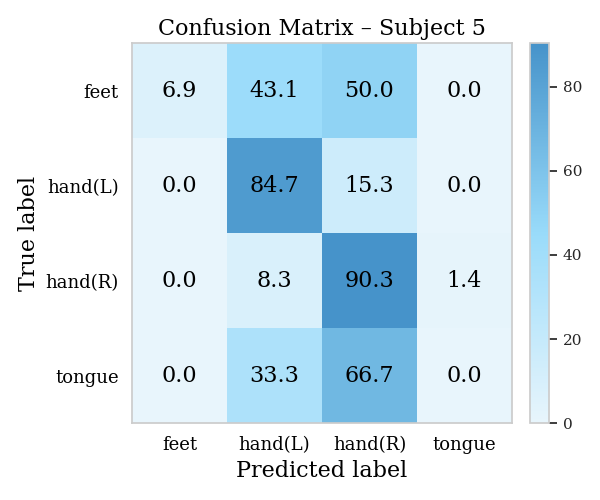 Confusion Matrix – Subject 5
True label
feet 6.9 43.1 50.0 0.0
hand(L) 0.0 84.7 15.3 0.0
hand(R) 0.0 8.3 90.3 1.4
tongue 0.0 33.3 66.7 0.0
feet hand(L) hand(R) tongue
Predicted label
80
60
40
20
0